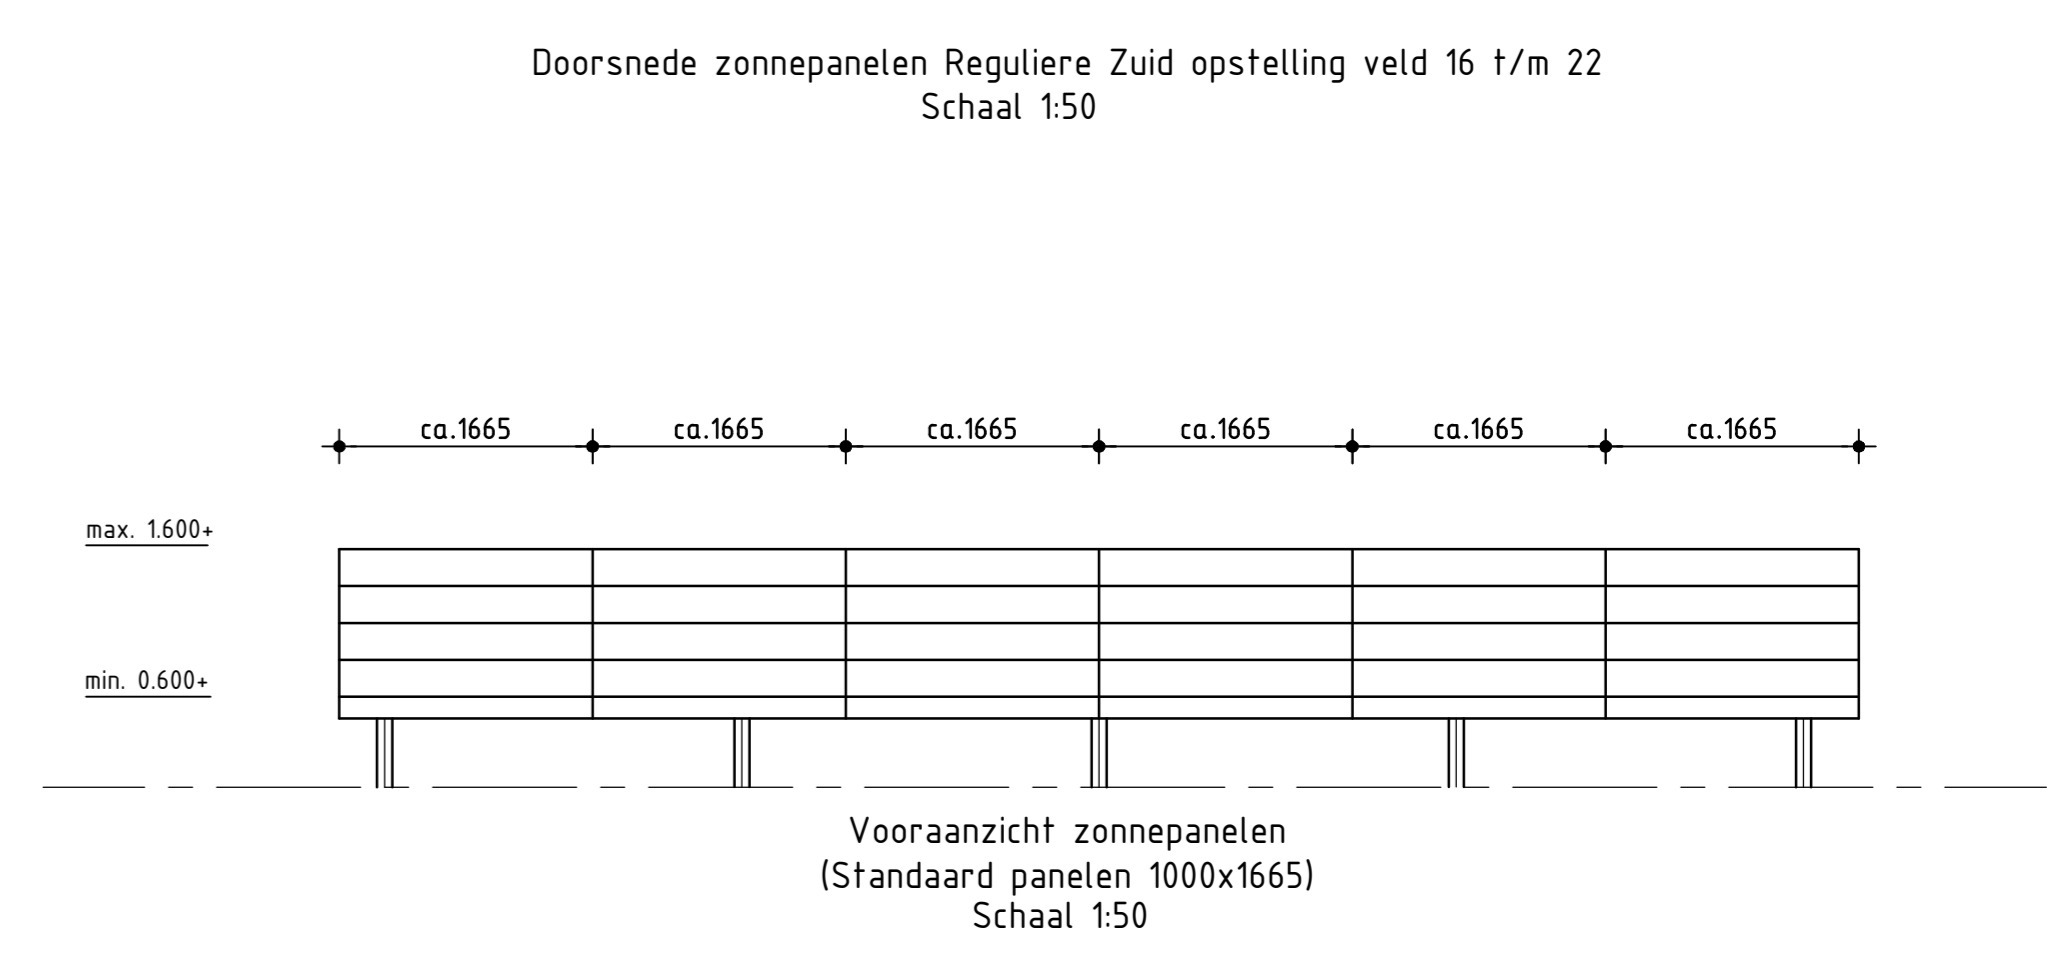 Doorsnede zonnepanelen Reguliere Zuid opstelling veld 16 t/m 22
Schaal 1:50
ca.1665 ca.1665 ca.1665 ca.1665 ca.1665 ca.1665
max. 1.600+
min. 0.600+
Vooraanzicht zonnepanelen
(Standaard panelen 1000x1665)
Schaal 1:50